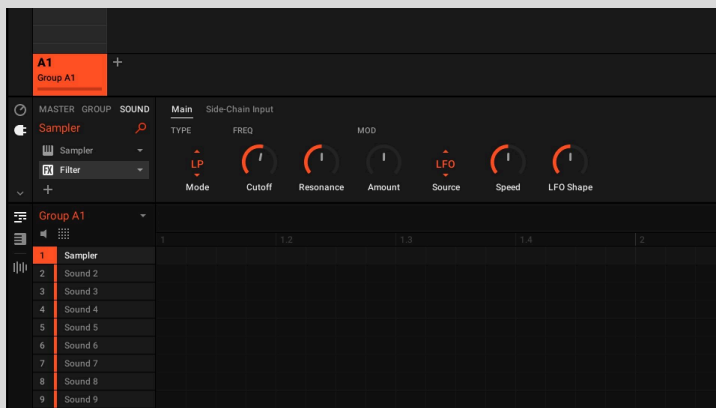 A1
+
Group A1
MASTER GROUP SOUND Main Side-Chain Input
Sampler TYPE FREQ MOD
Sampler
LP LFO
FX Filter
Mode Cutoff Resonance Amount Source Speed LFO Shape
+
Group A1
1 1.2 1.3 1.4 2
1 Sampler
2 Sound 2
3 Sound 3
4 Sound 4
5 Sound 5
6 Sound 6
7 Sound 7
8 Sound 8
9 Sound 9